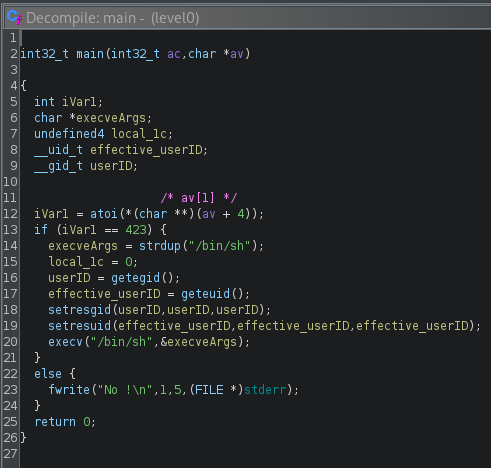 Decompile: main - (level0)
1
2 int32_t main(int32_t ac,char *av)
3
4 {
5   int iVar1;
6   char *execveArgs;
7   undefined4 local_1c;
8   __uid_t effective_userID;
9   __gid_t userID;
10
11                     /* av[1] */
12   iVar1 = atoi(*(char **)(av + 4));
13   if (iVar1 == 423) {
14     execveArgs = strdup("/bin/sh");
15     local_1c = 0;
16     userID = getegid();
17     effective_userID = geteuid();
18     setresgid(userID,userID,userID);
19     setresuid(effective_userID,effective_userID,effective_userID);
20     execv("/bin/sh",&execveArgs);
21   }
22   else {
23     fwrite("No !\n",1,5,(FILE *)stderr);
24   }
25   return 0;
26 }
27